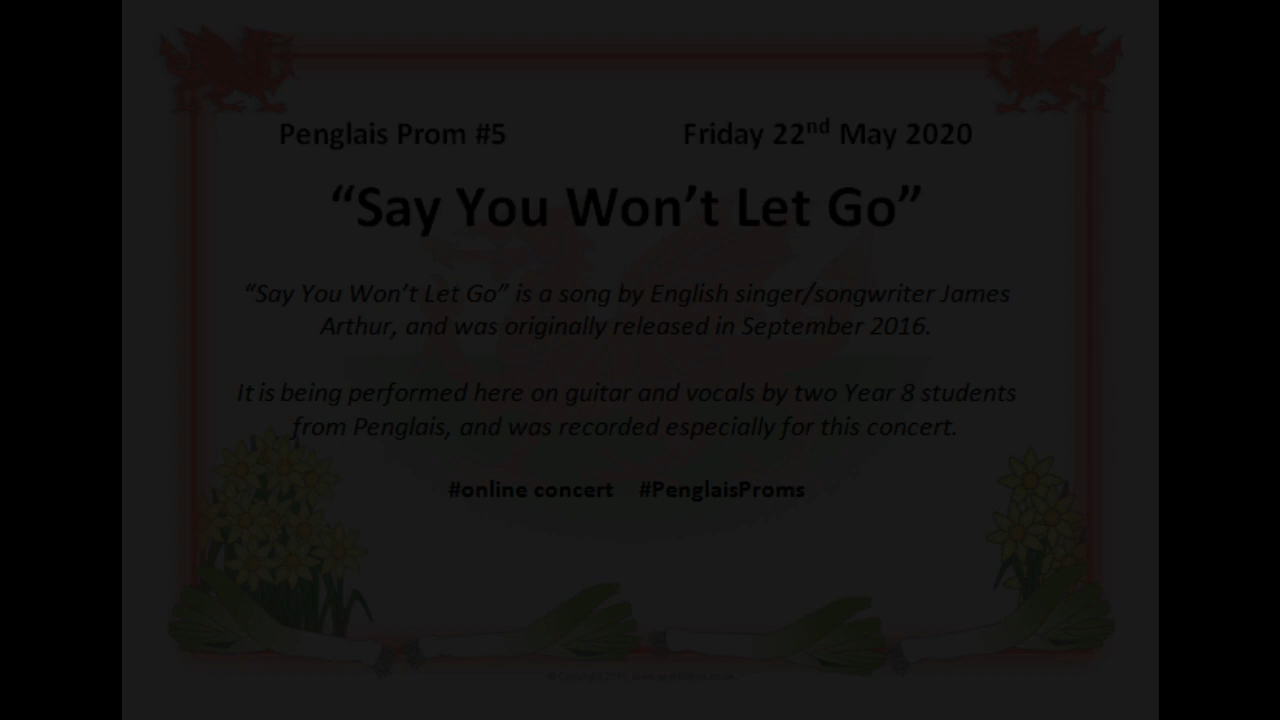 Penglais Prom #5 Friday 22nd May 2020
“Say You Won’t Let Go”
“Say You Won’t Let Go” is a song by English singer/songwriter James
Arthur, and was originally released in September 2016.
It is being performed here on guitar and vocals by two Year 8 students
from Penglais, and was recorded especially for this concert.
#online concert #PenglaisProms